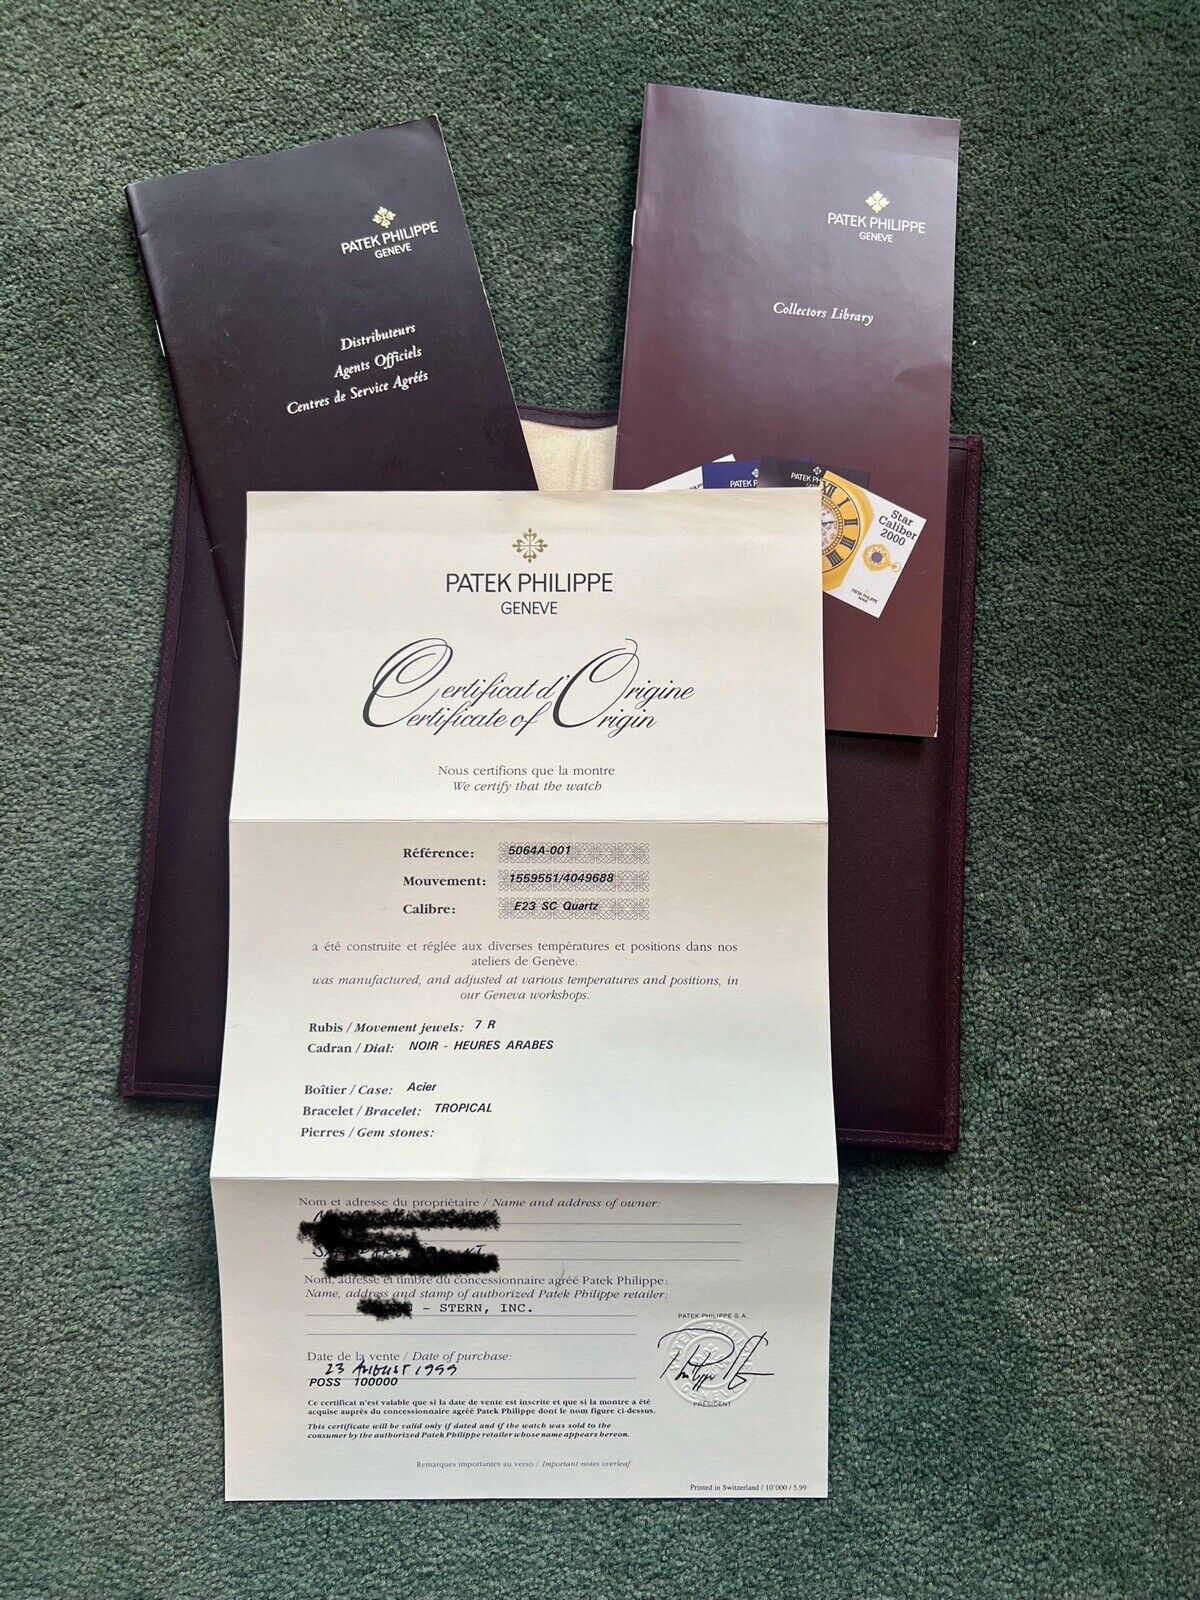 PATEK PHILIPPE
GENEVE
Distributeurs
Agents Officiels
Centres de Service Agréés
PATEK PHILIPPE
GENEVE
Collectors Library
PATEK P
PATEK PH
Star
Caliber
2000
PATEK PHILIPPE
PATEK PHILIPPE
GENEVE
Certificat d'Origine
Certificate of Origin
Nous certifions que la montre
We certify that the watch
Référence: 5064A-001
Mouvement: 1559551/4049688
Calibre: E23 SC Quartz
a été construite et réglée aux diverses températures et positions dans nos
ateliers de Genève.
was manufactured, and adjusted at various temperatures and positions, in
our Geneva workshops.
Rubis / Movement jewels: 7 R
Cadran / Dial: NOIR - HEURES ARABES
Boîtier / Case: Acier
Bracelet / Bracelet: TROPICAL
Pierres / Gem stones:
Nom et adresse du propriétaire / Name and address of owner:
Nom, adresse et timbre du concessionnaire agréé Patek Philippe:
Name, address and stamp of authorized Patek Philippe retailer:
- STERN, INC.
PATEK PHILIPPE S.A.
Date de la vente / Date of purchase:
23 AUGUST 1999
POSS 100000
PRÉSIDENT
Ce certificat n'est valable que si la date de vente est inscrite et que si la montre a été
acquise auprès du concessionnaire agréé Patek Philippe dont le nom figure ci-dessus.
This certificate will be valid only if dated and if the watch was sold to the
consumer by the authorized Patek Philippe retailer whose name appears hereon.
Remarques importantes au verso / Important notes overleaf
Printed in Switzerland / 10'000 / 5.99